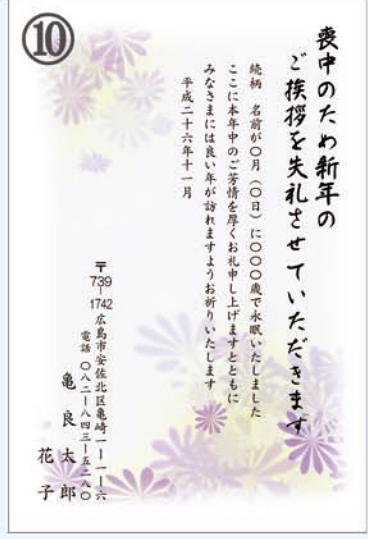 ⑩
喪中のため新年の
ご挨拶を失礼させていただきます
続柄　名前が〇月（〇日）に〇〇〇歳で永眠いたしました
ここに本年中のご芳情を厚くお礼申し上げますとともに
みなさまには良い年が訪れますようお祈りいたします
平成二十六年十一月
〒739-1742 広島市安佐北区亀崎一ー一ー六
電話 〇八二ー八四三ー五二八〇
亀 良 太 郎
花 子